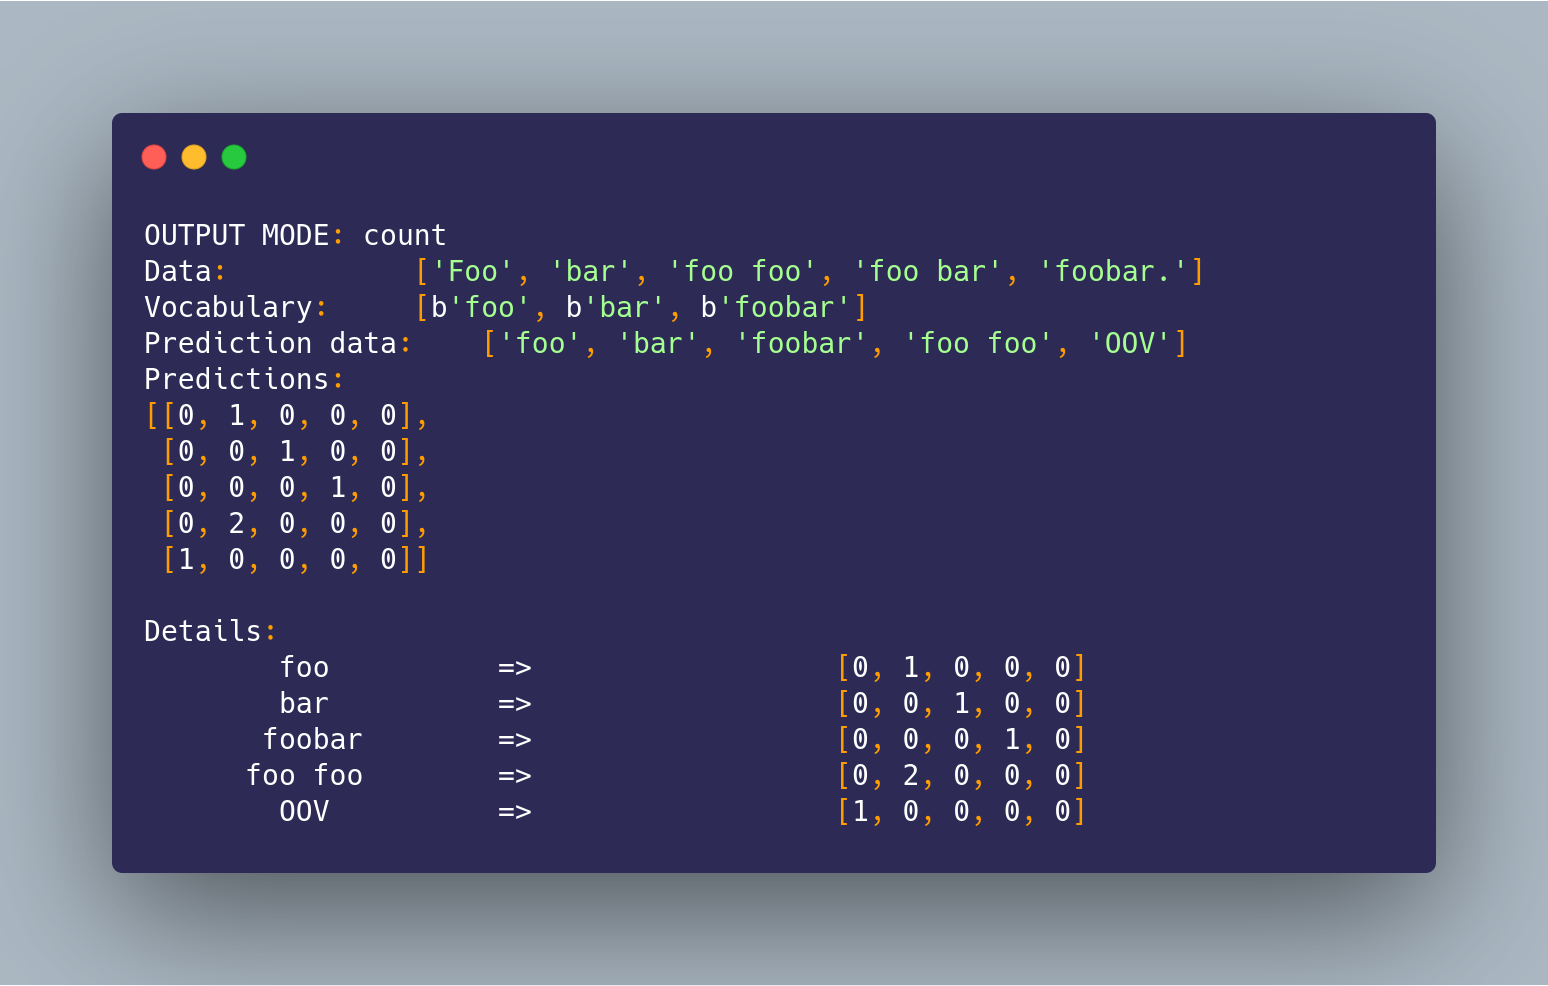 OUTPUT MODE: count
Data: ['Foo', 'bar', 'foo foo', 'foo bar', 'foobar.']
Vocabulary: [b'foo', b'bar', b'foobar']
Prediction data: ['foo', 'bar', 'foobar', 'foo foo', 'OOV']
Predictions:
[[0, 1, 0, 0, 0],
[0, 0, 1, 0, 0],
[0, 0, 0, 1, 0],
[0, 2, 0, 0, 0],
[1, 0, 0, 0, 0]]
Details:
foo => [0, 1, 0, 0, 0]
bar => [0, 0, 1, 0, 0]
foobar => [0, 0, 0, 1, 0]
foo foo => [0, 2, 0, 0, 0]
OOV => [1, 0, 0, 0, 0]